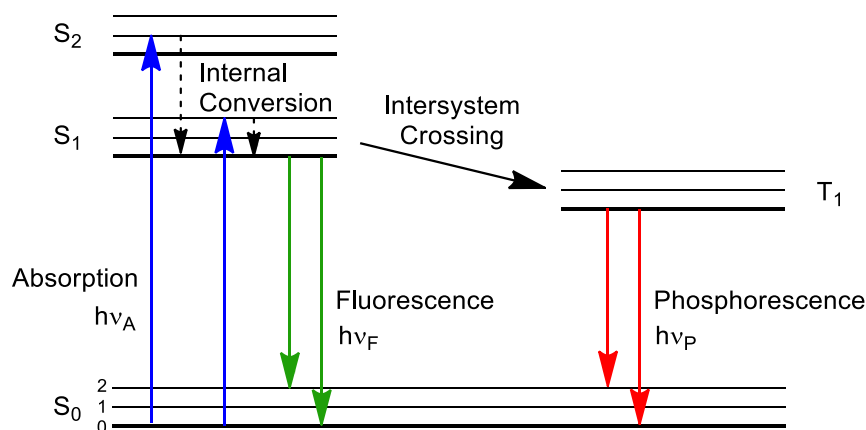 S2
Internal
Conversion
Intersystem
Crossing
S1
T1
Absorption
hνA
Fluorescence
hνF
Phosphorescence
hνP
S0
2
1
0